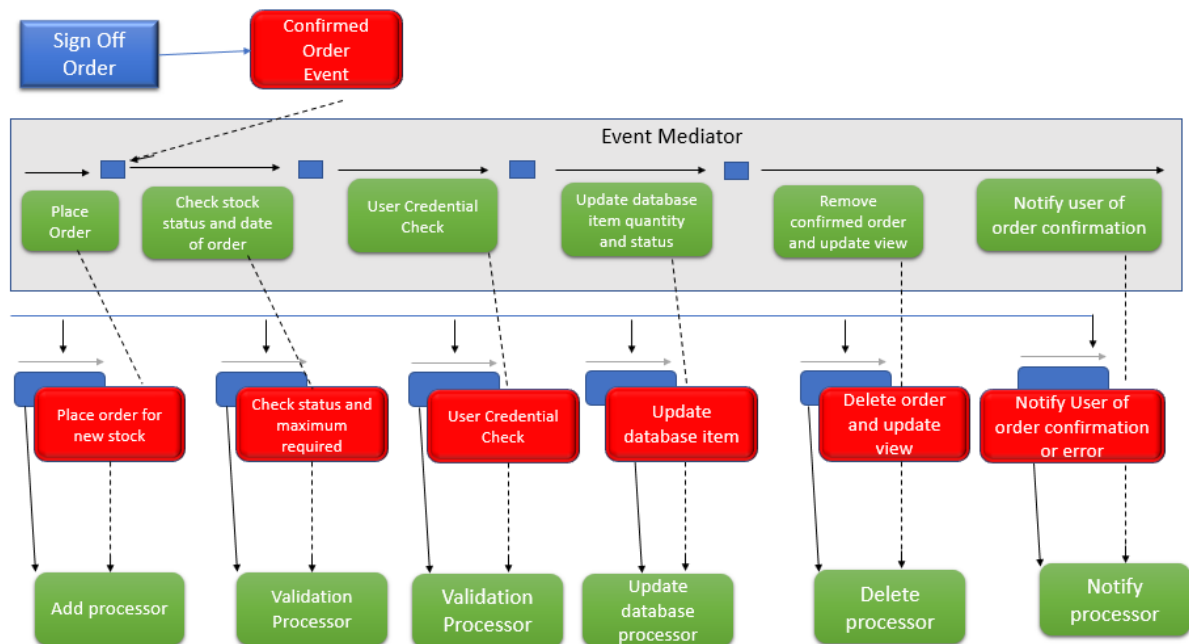 Sign Off
Order
Confirmed
Order
Event
Event Mediator
Place
Order
Check stock
status and date
of order
User Credential
Check
Update database
item quantity
and status
Remove
confirmed order
and update view
Notify user of
order confirmation
Place order for
new stock
Check status and
maximum
required
User Credential
Check
Update
database item
Delete order
and update
view
Notify User of
order confirmation
or error
Add processor
Validation
Processor
Validation
Processor
Update
database
processor
Delete
processor
Notify
processor